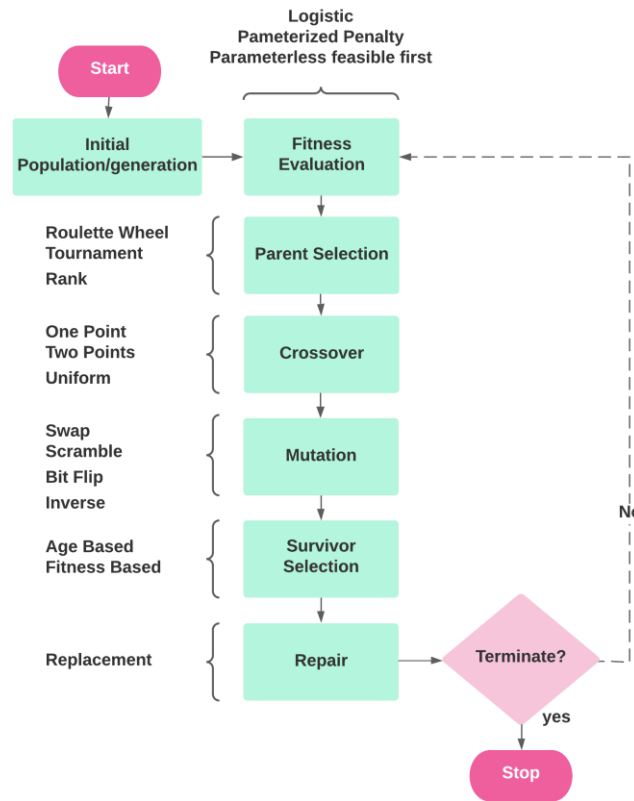 Logistic
Pameterized Penalty
Parameterless feasible first
Start
Initial
Population/generation
Fitness
Evaluation
Roulette Wheel
Tournament
Rank
Parent Selection
One Point
Two Points
Uniform
Crossover
Swap
Scramble
Bit Flip
Inverse
Mutation
No
Age Based
Fitness Based
Survivor
Selection
Replacement
Repair
Terminate?
yes
Stop